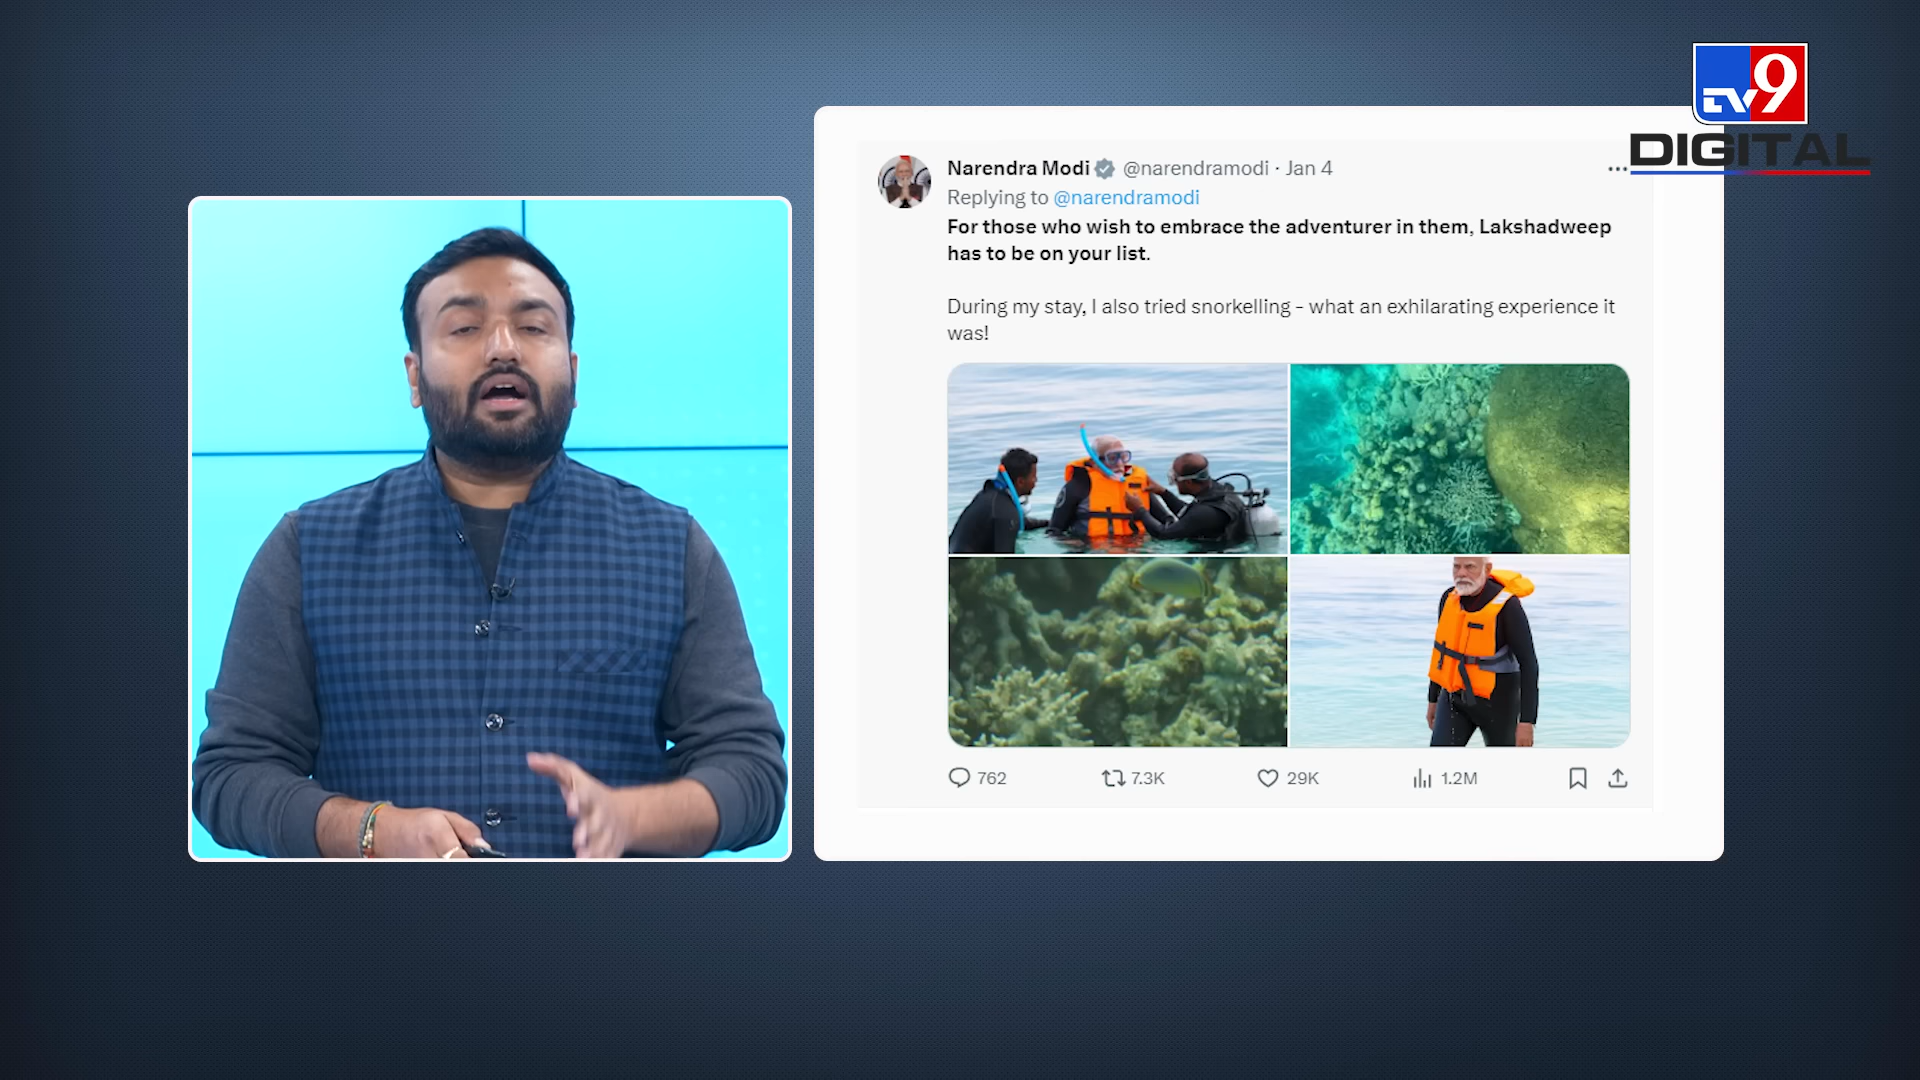 tv9
DIGITAL
Narendra Modi @narendramodi · Jan 4
Replying to @narendramodi
For those who wish to embrace the adventurer in them, Lakshadweep
has to be on your list.
During my stay, I also tried snorkelling - what an exhilarating experience it
was!
762 7.3K 29K 1.2M